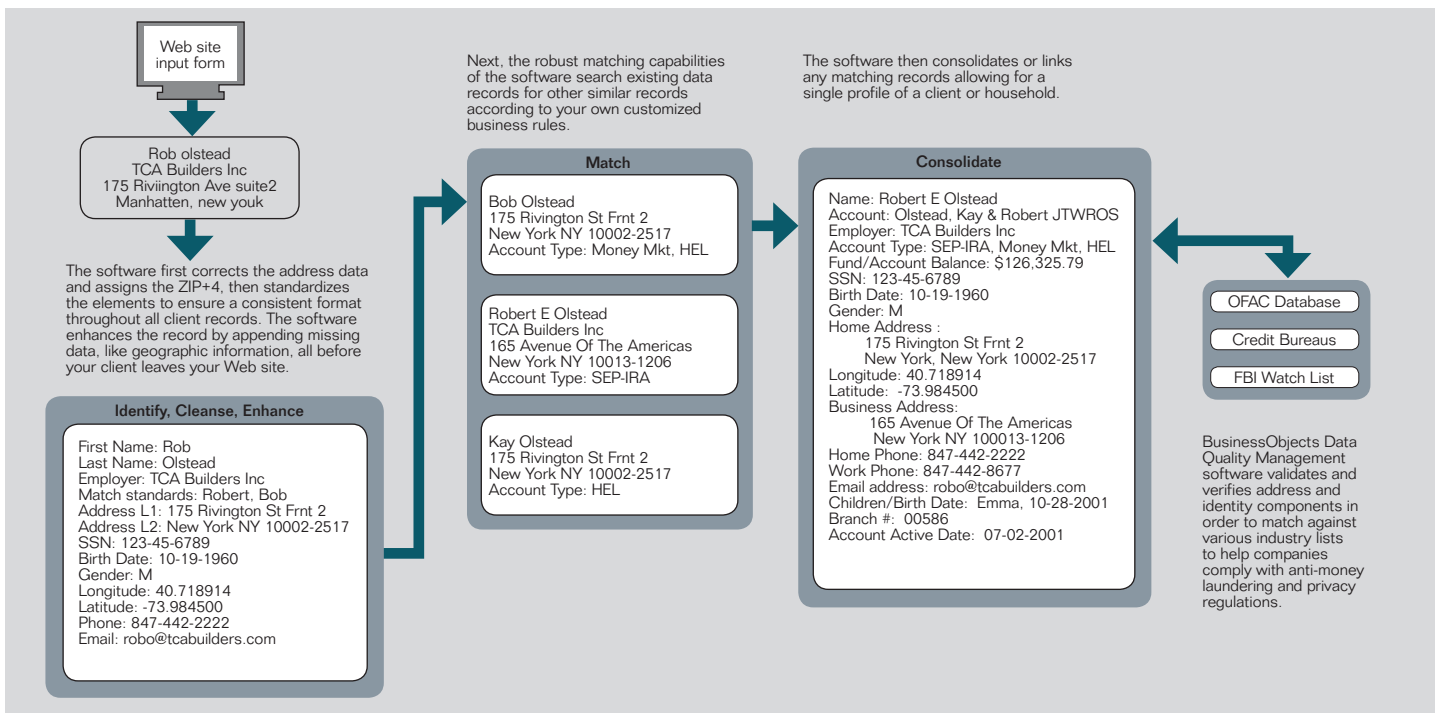 Web site
input form
Rob olstead
TCA Builders Inc
175 Riviington Ave suite2
Manhatten, new youk
The software first corrects the address data
and assigns the ZIP+4, then standardizes
the elements to ensure a consistent format
throughout all client records. The software
enhances the record by appending missing
data, like geographic information, all before
your client leaves your Web site.
Identify, Cleanse, Enhance
First Name: Rob
Last Name: Olstead
Employer: TCA Builders Inc
Match standards: Robert, Bob
Address L1: 175 Rivington St Frnt 2
Address L2: New York NY 10002-2517
SSN: 123-45-6789
Birth Date: 10-19-1960
Gender: M
Longitude: 40.718914
Latitude: -73.984500
Phone: 847-442-2222
Email: robo@tcabuilders.com
Next, the robust matching capabilities
of the software search existing data
records for other similar records
according to your own customized
business rules.
Match
Bob Olstead
175 Rivington St Frnt 2
New York NY 10002-2517
Account Type: Money Mkt, HEL
Robert E Olstead
TCA Builders Inc
165 Avenue Of The Americas
New York NY 10013-1206
Account Type: SEP-IRA
Kay Olstead
175 Rivington St Frnt 2
New York NY 10002-2517
Account Type: HEL
The software then consolidates or links
any matching records allowing for a
single profile of a client or household.
Consolidate
Name: Robert E Olstead
Account: Olstead, Kay & Robert JTWROS
Employer: TCA Builders Inc
Account Type: SEP-IRA, Money Mkt, HEL
Fund/Account Balance: $126,325.79
SSN: 123-45-6789
Birth Date: 10-19-1960
Gender: M
Home Address :
175 Rivington St Frnt 2
New York, New York 10002-2517
Longitude: 40.718914
Latitude: -73.984500
Business Address:
165 Avenue Of The Americas
New York NY 100013-1206
Home Phone: 847-442-2222
Work Phone: 847-442-8677
Email address: robo@tcabuilders.com
Children/Birth Date: Emma, 10-28-2001
Branch #: 00586
Account Active Date: 07-02-2001
OFAC Database
Credit Bureaus
FBI Watch List
BusinessObjects Data
Quality Management
software validates and
verifies address and
identity components in
order to match against
various industry lists
to help companies
comply with anti-money
laundering and privacy
regulations.